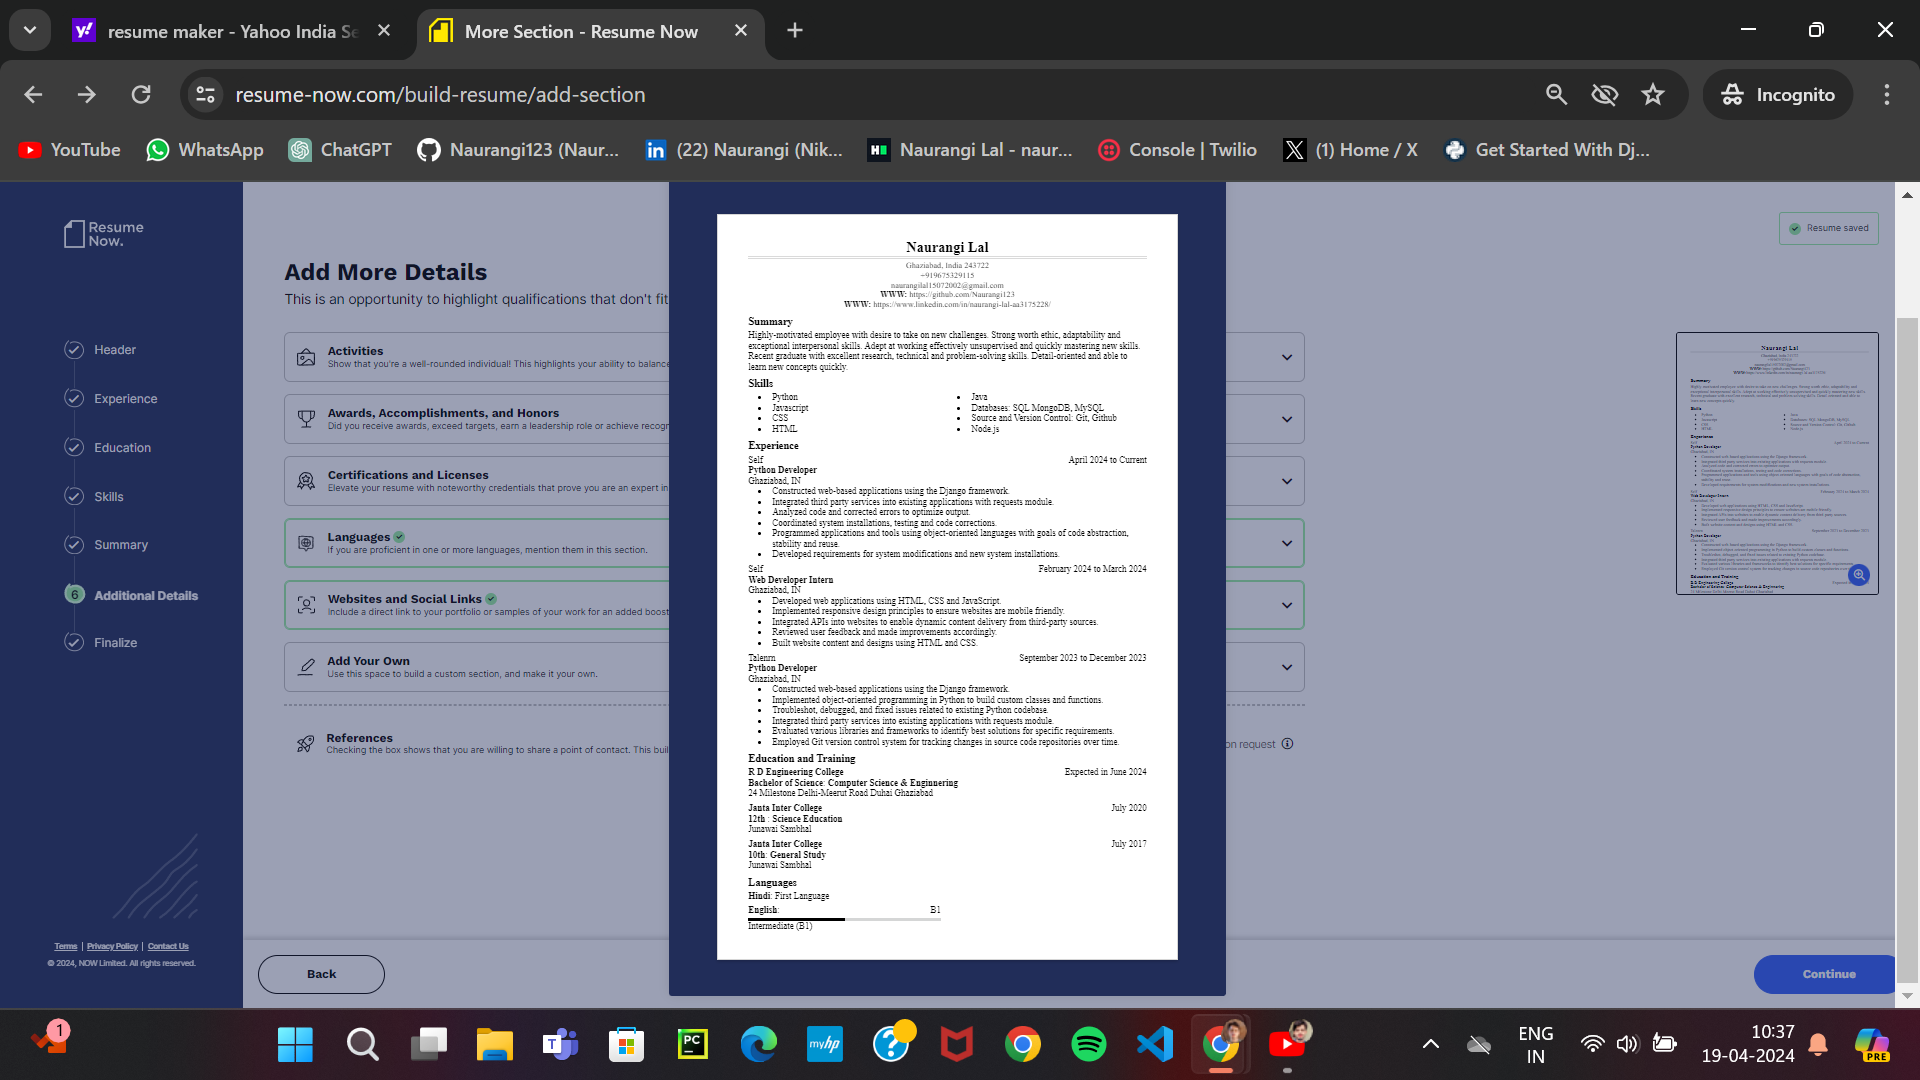 resume maker - Yahoo India Se
More Section - Resume Now
resume-now.com/build-resume/add-section
Incognito
YouTube
WhatsApp
ChatGPT
Naurangi123 (Naur...
(22) Naurangi (Nik...
Naurangi Lal - naur...
Console | Twilio
(1) Home / X
Get Started With Dj...
Resume
Now.
Header
Experience
Education
Skills
Summary
6 Additional Details
Finalize
Terms | Privacy Policy | Contact Us
© 2024, NOW Limited. All rights reserved.
Resume saved
Add More Details
This is an opportunity to highlight qualifications that don't fit
Activities
Show that you're a well-rounded individual! This highlights your ability to balance
Awards, Accomplishments, and Honors
Did you receive awards, exceed targets, earn a leadership role or achieve recogn
Certifications and Licenses
Elevate your resume with noteworthy credentials that prove you are an expert in
Languages
If you are proficient in one or more languages, mention them in this section.
Websites and Social Links
Include a direct link to your portfolio or samples of your work for an added boost
Add Your Own
Use this space to build a custom section, and make it your own.
References
Checking the box shows that you are willing to share a point of contact. This buil
on request
Naurangi Lal
Ghaziabad, India 243722
+919675329115
naurangilal15072002@gmail.com
WWW: https://github.com/Naurangi123
WWW: https://www.linkedin.com/in/naurangi-lal-aa3175228/
Summary
Highly-motivated employee with desire to take on new challenges. Strong worth ethic, adaptability and
exceptional interpersonal skills. Adept at working effectively unsupervised and quickly mastering new skills.
Recent graduate with excellent research, technical and problem-solving skills. Detail-oriented and able to
learn new concepts quickly.
Skills
• Python
• Javascript
• CSS
• HTML
• Java
• Databases: SQL MongoDB, MySQL
• Source and Version Control: Git, Github
• Node.js
Experience
Self April 2024 to Current
Python Developer
Ghaziabad, IN
• Constructed web-based applications using the Django framework.
• Integrated third party services into existing applications with requests module.
• Analyzed code and corrected errors to optimize output.
• Coordinated system installations, testing and code corrections.
• Programmed applications and tools using object-oriented languages with goals of code abstraction,
stability and reuse.
• Developed requirements for system modifications and new system installations.
Self February 2024 to March 2024
Web Developer Intern
Ghaziabad, IN
• Developed web applications using HTML, CSS and JavaScript.
• Implemented responsive design principles to ensure websites are mobile friendly.
• Integrated APIs into websites to enable dynamic content delivery from third-party sources.
• Reviewed user feedback and made improvements accordingly.
• Built website content and designs using HTML and CSS.
Talenrn September 2023 to December 2023
Python Developer
Ghaziabad, IN
• Constructed web-based applications using the Django framework.
• Implemented object-oriented programming in Python to build custom classes and functions.
• Troubleshot, debugged, and fixed issues related to existing Python codebase.
• Integrated third party services into existing applications with requests module.
• Evaluated various libraries and frameworks to identify best solutions for specific requirements.
• Employed Git version control system for tracking changes in source code repositories over time.
Education and Training
R D Engineering College Expected in June 2024
Bachelor of Science: Computer Science & Enginnering
24 Milestone Delhi-Meerut Road Duhai Ghaziabad
Janta Inter College July 2020
12th : Science Education
Junawai Sambhal
Janta Inter College July 2017
10th: General Study
Junawai Sambhal
Languages
Hindi: First Language
English: B1
Intermediate (B1)
Back
Continue
1
ENG
IN
10:37
19-04-2024
PC
myhp
PRE